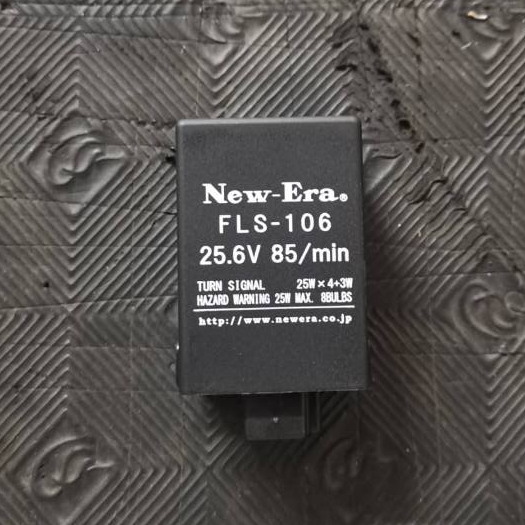 New-Era®
FLS-106
25.6V 85/min
TURN SIGNAL 25W×4+3W
HAZARD WARNING 25W MAX. 8BULBS
http://www.newera.co.jp